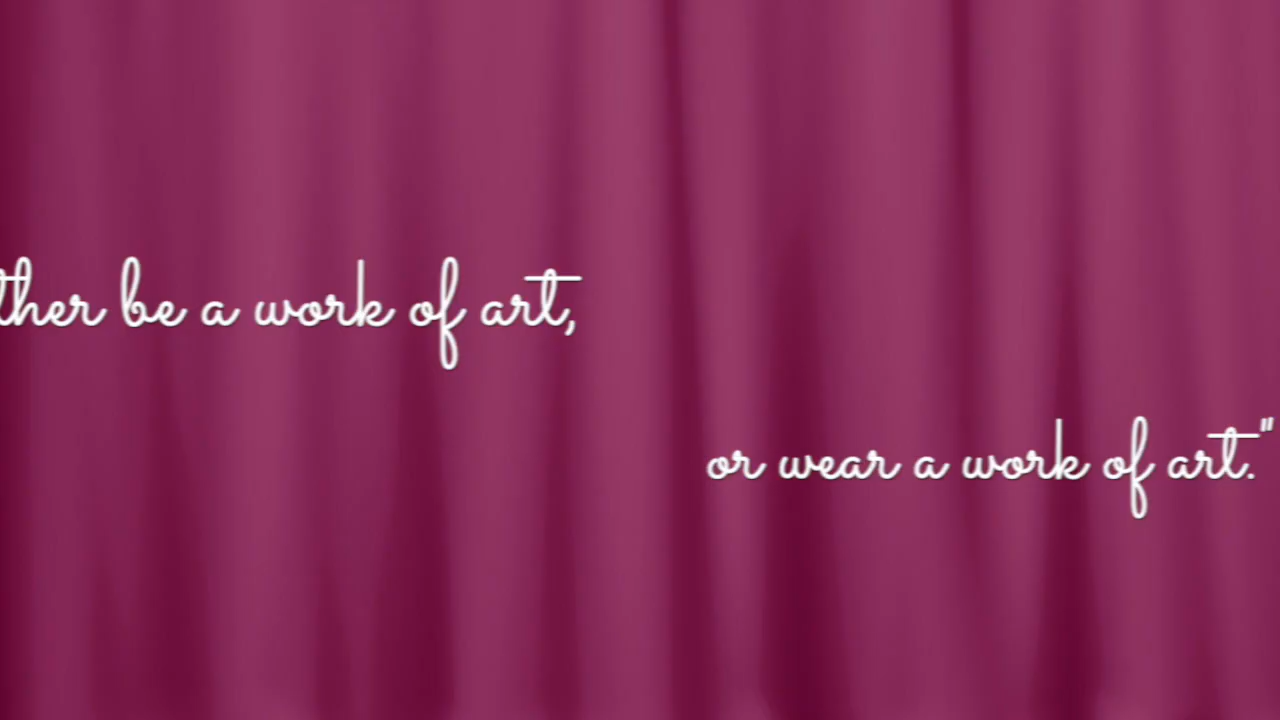 ther be a work of art,
or wear a work of art."